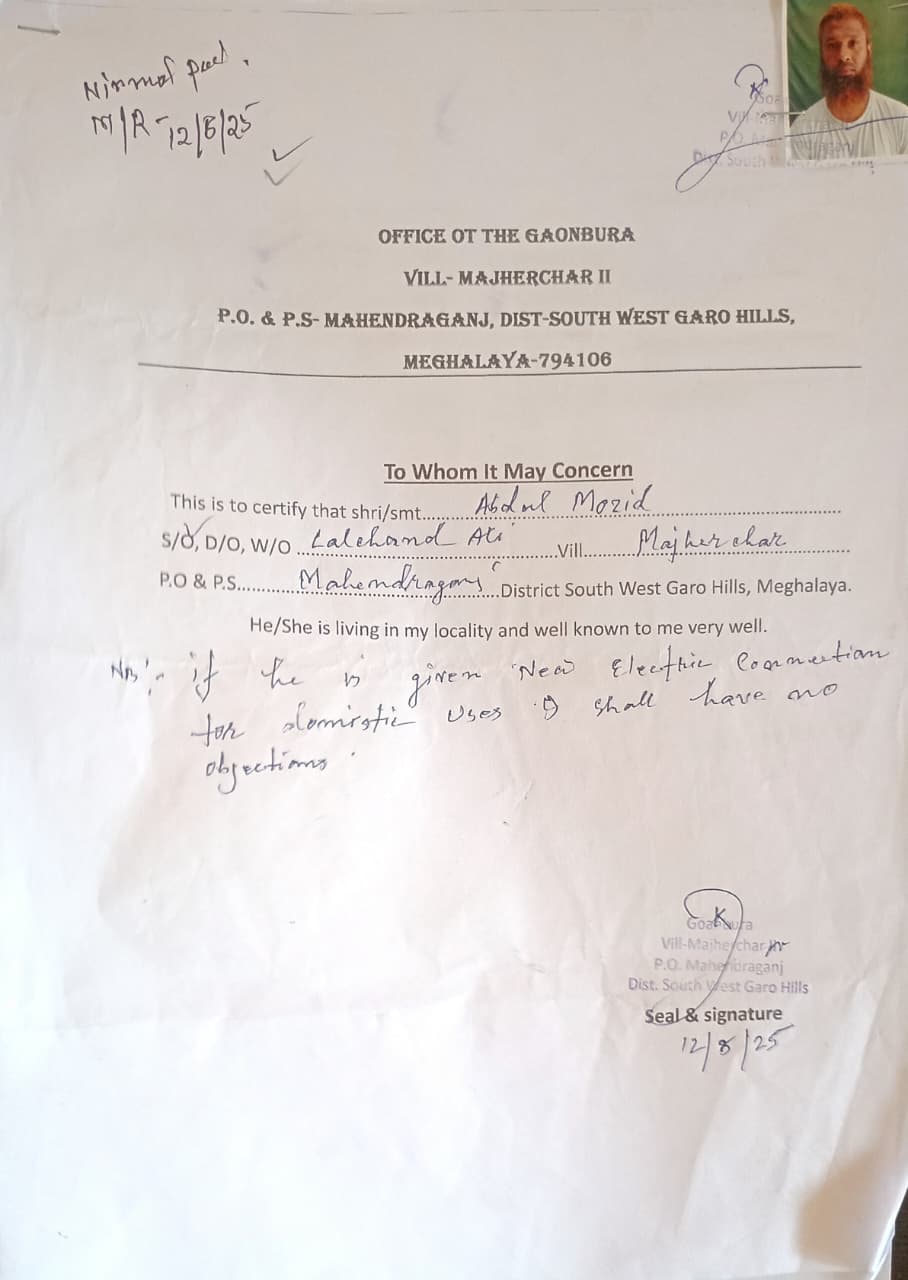 Nirmal paul,
M/R - 12/8/25
OFFICE OT THE GAONBURA
VILL- MAJHERCHAR II
P.O. & P.S- MAHENDRAGANJ, DIST-SOUTH WEST GARO HILLS,
MEGHALAYA-794106
To Whom It May Concern
This is to certify that shri/smt...... Abdul Mozid
S/O, D/O, W/O ... Lalchand Ali ...Vill...... Majherchar
P.O & P.S............ Mahendraganj ...District South West Garo Hills, Meghalaya.
He/She is living in my locality and well known to me very well.
NB:- if he is given New Electric Connection
for domistic uses I shall have no
objections.
Goabura
Vill-Majherchar-
P.O. Mahendraganj
Dist. South West Garo Hills
Seal & signature
12/8/25